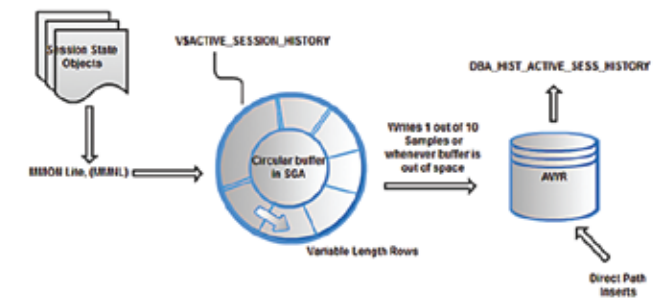 Session State
Objects
V$ACTIVE_SESSION_HISTORY
DBA_HIST_ACTIVE_SESS_HISTORY
MMON Lite, (MMNL)
Circular buffer
in SGA
Writes 1 out of 10
Samples or
whenever buffer is
out of space
AWR
Variable Length Rows
Direct Path
Inserts